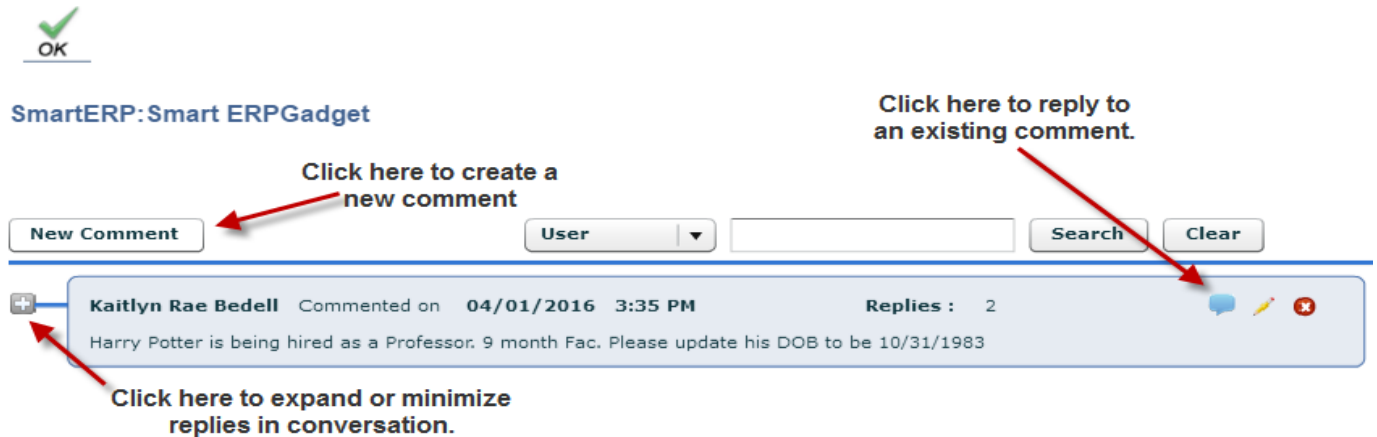 OK
SmartERP:Smart ERPGadget
Click here to reply to
an existing comment.
Click here to create a
new comment
New Comment User Search Clear
Kaitlyn Rae Bedell Commented on 04/01/2016 3:35 PM Replies : 2
Harry Potter is being hired as a Professor. 9 month Fac. Please update his DOB to be 10/31/1983
Click here to expand or minimize
replies in conversation.